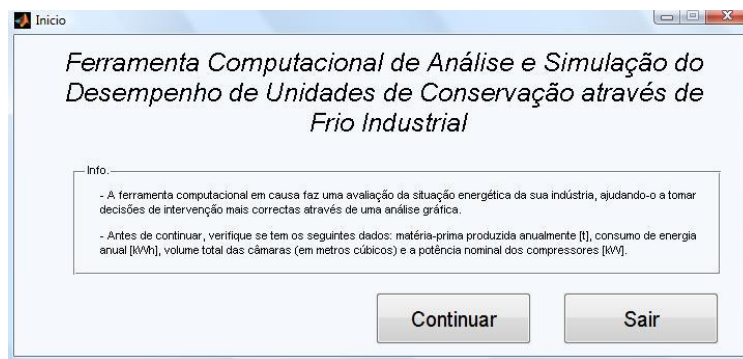 Inicio
Ferramenta Computacional de Análise e Simulação do
Desempenho de Unidades de Conservação através de
Frio Industrial
Info.
- A ferramenta computacional em causa faz uma avaliação da situação energética da sua indústria, ajudando-o a tomar
decisões de intervenção mais correctas através de uma análise gráfica.
- Antes de continuar, verifique se tem os seguintes dados: matéria-prima produzida anualmente [t], consumo de energia
anual [kWh], volume total das câmaras (em metros cúbicos) e a potência nominal dos compressores [kW].
Continuar
Sair